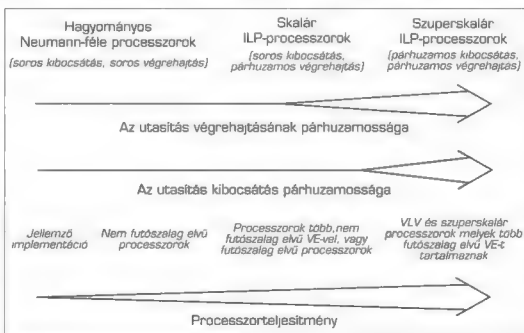 Hagyományos
Neumann-féle processzorok
(soros kibocsátás, soros végrehajtás)
Skalár
ILP-processzorok
(soros kibocsátás,
párhuzamos végrehajtás)
Szuperskalár
ILP-processzorok
(párhuzamos kibocsátás,
párhuzamos végrehajtás)
Az utasítás végrehajtásának párhuzamossága
Az utasítás kibocsátás párhuzamossága
Jellemző
implementáció
Nem futószalag elvű
processzorok
Processzorok több, nem
futószalag elvű VE-vel, vagy
futószalag elvű processzorok
VLV és szuperskalár
processzorok melyek több
futószalag elvű VE-t
tartalmaznak
Processzorteljesítmény